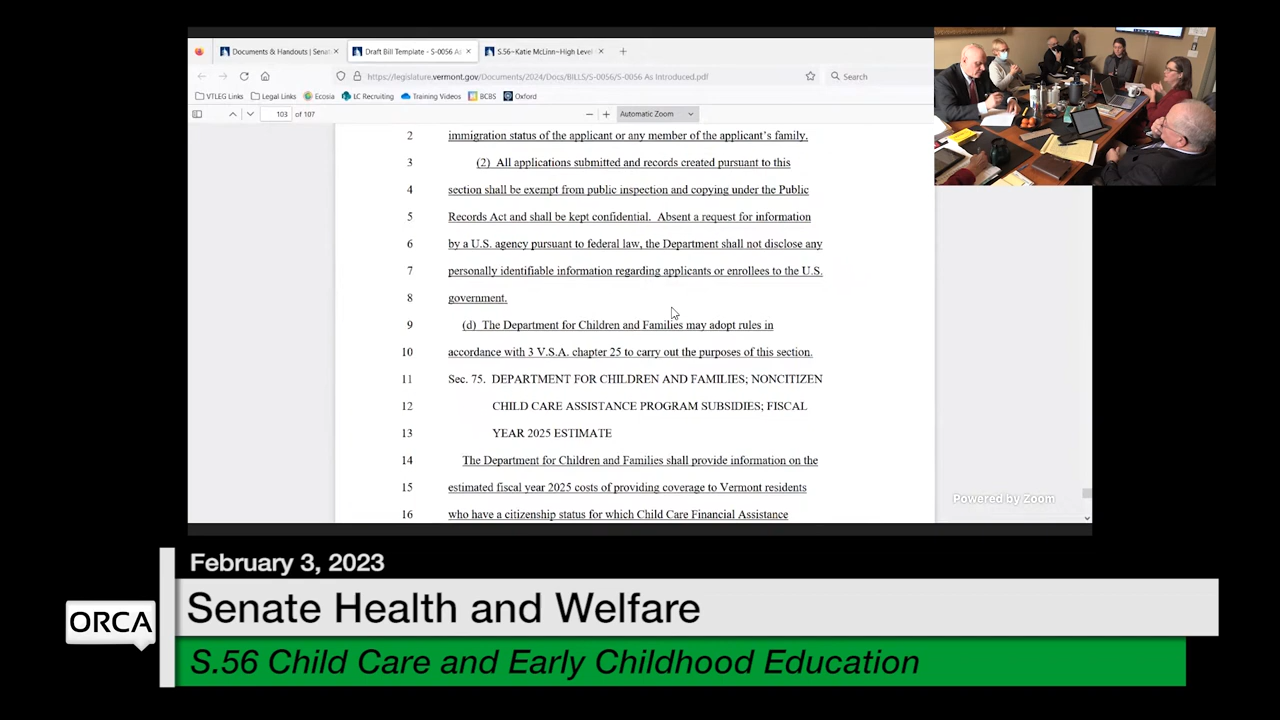 Documents & Handouts | Senat
Draft Bill Template - S-0056 As
S.56~Katie McLinn~High Level
https://legislature.vermont.gov/Documents/2024/Docs/BILLS/S-0056/S-0056 As Introduced.pdf
Search
VTLEG Links
Legal Links
Ecosia
LC Recruiting
Training Videos
BCBS
Oxford
103 of 107
Automatic Zoom
2 immigration status of the applicant or any member of the applicant's family.
3 (2) All applications submitted and records created pursuant to this
4 section shall be exempt from public inspection and copying under the Public
5 Records Act and shall be kept confidential. Absent a request for information
6 by a U.S. agency pursuant to federal law, the Department shall not disclose any
7 personally identifiable information regarding applicants or enrollees to the U.S.
8 government.
9 (d) The Department for Children and Families may adopt rules in
10 accordance with 3 V.S.A. chapter 25 to carry out the purposes of this section.
11 Sec. 75. DEPARTMENT FOR CHILDREN AND FAMILIES; NONCITIZEN
12 CHILD CARE ASSISTANCE PROGRAM SUBSIDIES; FISCAL
13 YEAR 2025 ESTIMATE
14 The Department for Children and Families shall provide information on the
15 estimated fiscal year 2025 costs of providing coverage to Vermont residents
16 who have a citizenship status for which Child Care Financial Assistance
Powered by Zoom
February 3, 2023
ORCA
Senate Health and Welfare
S.56 Child Care and Early Childhood Education